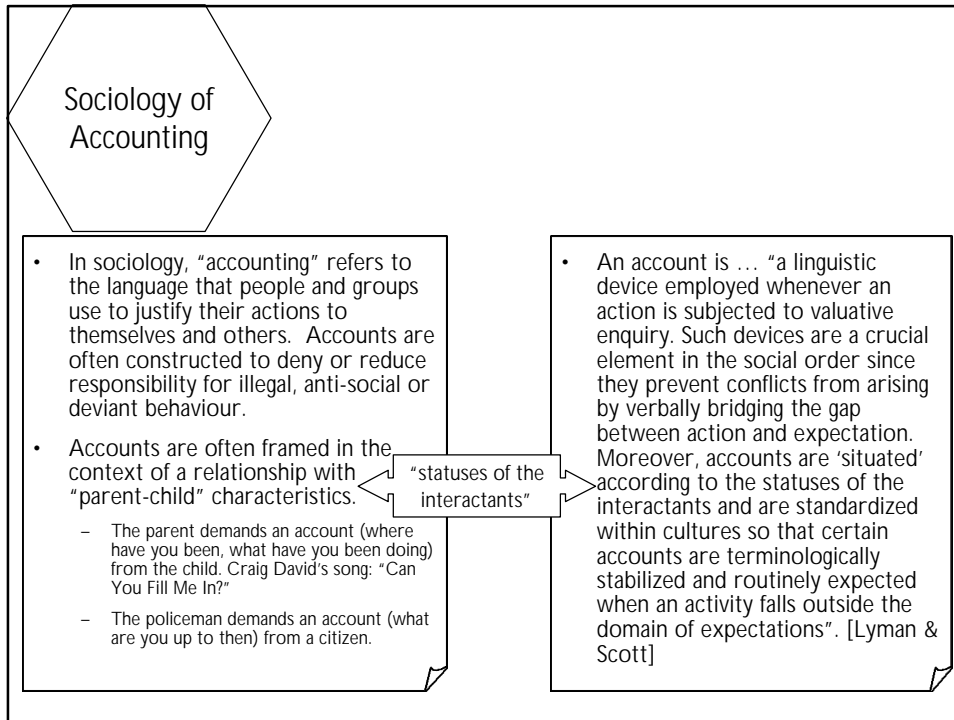 Sociology of
Accounting
• In sociology, “accounting” refers to
the language that people and groups
use to justify their actions to
themselves and others.  Accounts are
often constructed to deny or reduce
responsibility for illegal, anti-social or
deviant behaviour.
• Accounts are often framed in the
context of a relationship with
“parent-child” characteristics.
– The parent demands an account (where
have you been, what have you been doing)
from the child. Craig David’s song: “Can
You Fill Me In?”
– The policeman demands an account (what
are you up to then) from a citizen.
“statuses of the
interactants”
• An account is … “a linguistic
device employed whenever an
action is subjected to valuative
enquiry. Such devices are a crucial
element in the social order since
they prevent conflicts from arising
by verbally bridging the gap
between action and expectation.
Moreover, accounts are ‘situated’
according to the statuses of the
interactants and are standardized
within cultures so that certain
accounts are terminologically
stabilized and routinely expected
when an activity falls outside the
domain of expectations”. [Lyman &
Scott]